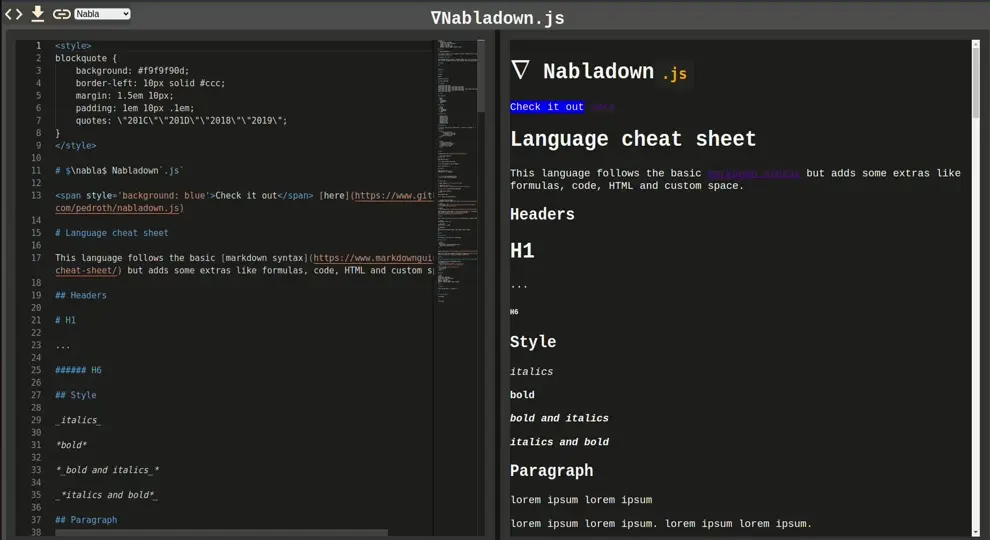 Nabla
∇Nabladown.js
1 <style>
2 blockquote {
3 background: #f9f9f90d;
4 border-left: 10px solid #ccc;
5 margin: 1.5em 10px;
6 padding: 1em 10px .1em;
7 quotes: \"201C\"\"201D\"\"2018\"\"2019\";
8 }
9 </style>
10
11 # $\nabla$ Nabladown`.js`
12
13 <span style='background: blue'>Check it out</span> [here](https://www.git
com/pedroth/nabladown.js)
14
15 # Language cheat sheet
16
17 This language follows the basic [markdown syntax](https://www.markdowngui
cheat-sheet/) but adds some extras like formulas, code, HTML and custom s
18
19 ## Headers
20
21 # H1
22
23 ...
24
25 ###### H6
26
27 ## Style
28
29 _italics_
30
31 *bold*
32
33 *_bold and italics_*
34
35 _*italics and bold*_
36
37 ## Paragraph
38
∇ Nabladown .js
Check it out here
Language cheat sheet
This language follows the basic markdown syntax but adds some extras like
formulas, code, HTML and custom space.
Headers
H1
...
H6
Style
italics
bold
bold and italics
italics and bold
Paragraph
lorem ipsum lorem ipsum
lorem ipsum lorem ipsum. lorem ipsum lorem ipsum.